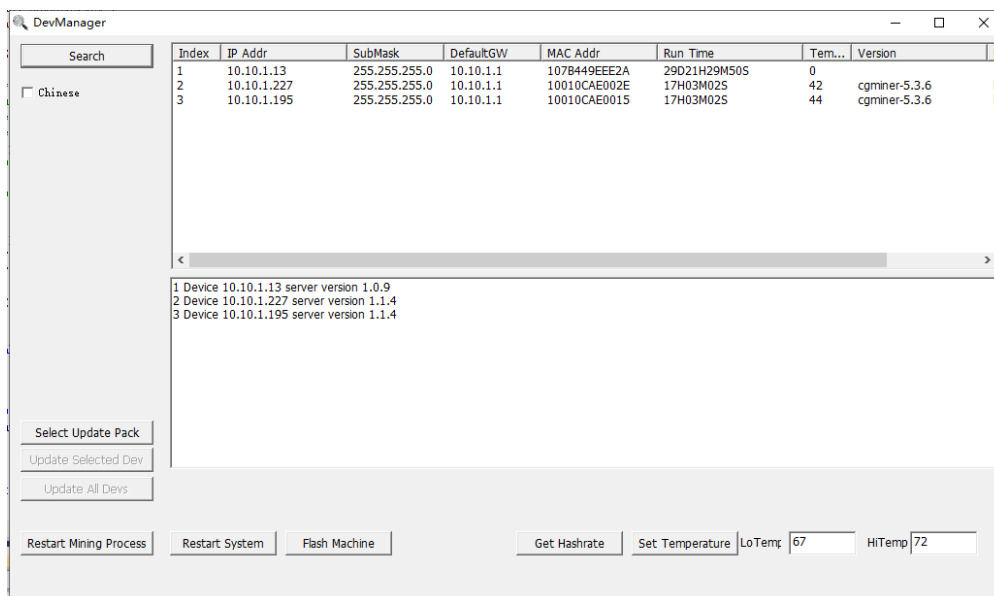 DevManager
Search
Chinese
Index IP Addr SubMask DefaultGW MAC Addr Run Time Tem... Version
1 10.10.1.13 255.255.255.0 10.10.1.1 107B449EEE2A 29D21H29M50S 0
2 10.10.1.227 255.255.255.0 10.10.1.1 10010CAE002E 17H03M02S 42 cgminer-5.3.6
3 10.10.1.195 255.255.255.0 10.10.1.1 10010CAE0015 17H03M02S 44 cgminer-5.3.6
1 Device 10.10.1.13 server version 1.0.9
2 Device 10.10.1.227 server version 1.1.4
3 Device 10.10.1.195 server version 1.1.4
Select Update Pack
Update Selected Dev
Update All Devs
Restart Mining Process Restart System Flash Machine Get Hashrate Set Temperature LoTemp 67 HiTemp 72